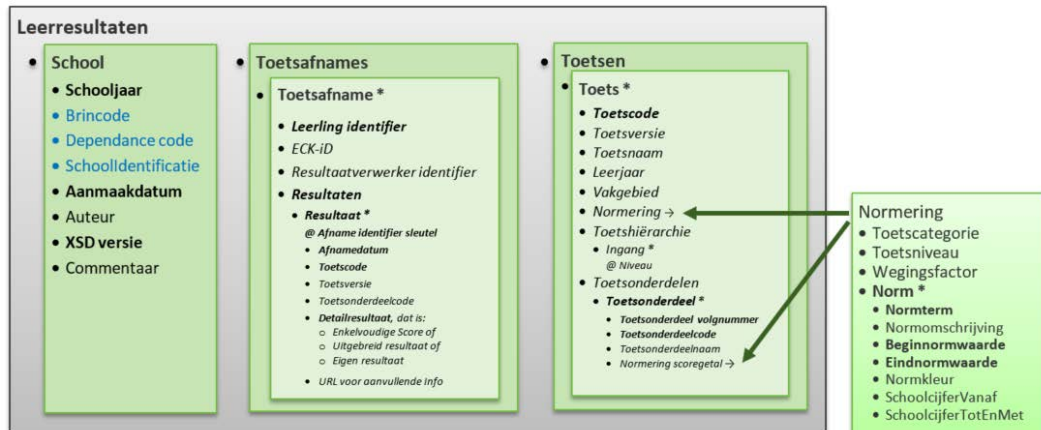 Leerresultaten
• School
• Schooljaar
• Brincode
• Dependance code
• SchoolIdentificatie
• Aanmaakdatum
• Auteur
• XSD versie
• Commentaar
• Toetsafnames
• Toetsafname *
• Leerling identifier
• ECK-iD
• Resultaatverwerker identifier
• Resultaten
• Resultaat *
@ Afname identifier sleutel
• Afnamedatum
• Toetscode
• Toetsversie
• Toetsonderdeelcode
• Detailresultaat, dat is:
o Enkelvoudige Score of
o Uitgebreid resultaat of
o Eigen resultaat
• URL voor aanvullende Info
• Toetsen
• Toets *
• Toetscode
• Toetsversie
• Toetsnaam
• Leerjaar
• Vakgebied
• Normering →
• Toetshiërarchie
• Ingang *
@ Niveau
• Toetsonderdelen
• Toetsonderdeel *
• Toetsonderdeel volgnummer
• Toetsonderdeelcode
• Toetsonderdeelnaam
• Normering scoregetal →
Normering
• Toetscategorie
• Toetsniveau
• Wegingsfactor
• Norm *
• Normterm
• Normomschrijving
• Beginnormwaarde
• Eindnormwaarde
• Normkleur
• SchoolcijferVanaf
• SchoolcijferTotEnMet